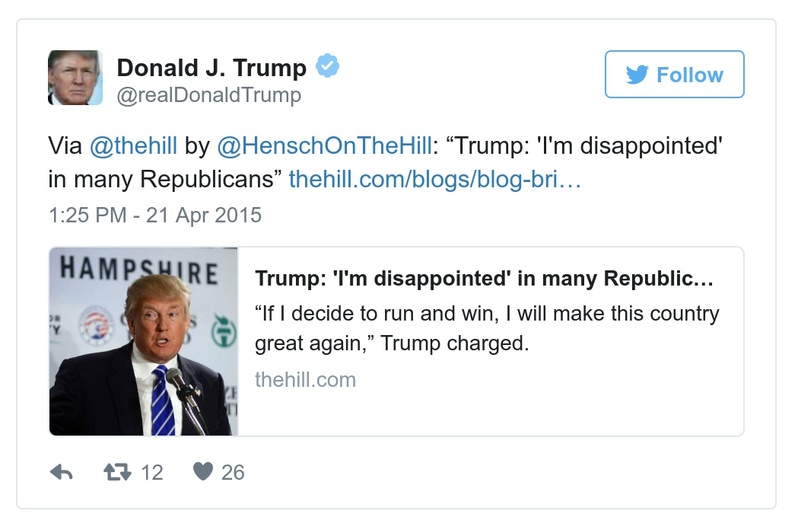 Donald J. Trump
@realDonaldTrump
Follow
Via @thehill by @HenschOnTheHill: “Trump: 'I'm disappointed'
in many Republicans” thehill.com/blogs/blog-bri…
1:25 PM - 21 Apr 2015
HAMPSHIRE
Trump: 'I'm disappointed' in many Republic…
“If I decide to run and win, I will make this country
great again,” Trump charged.
thehill.com
12
26